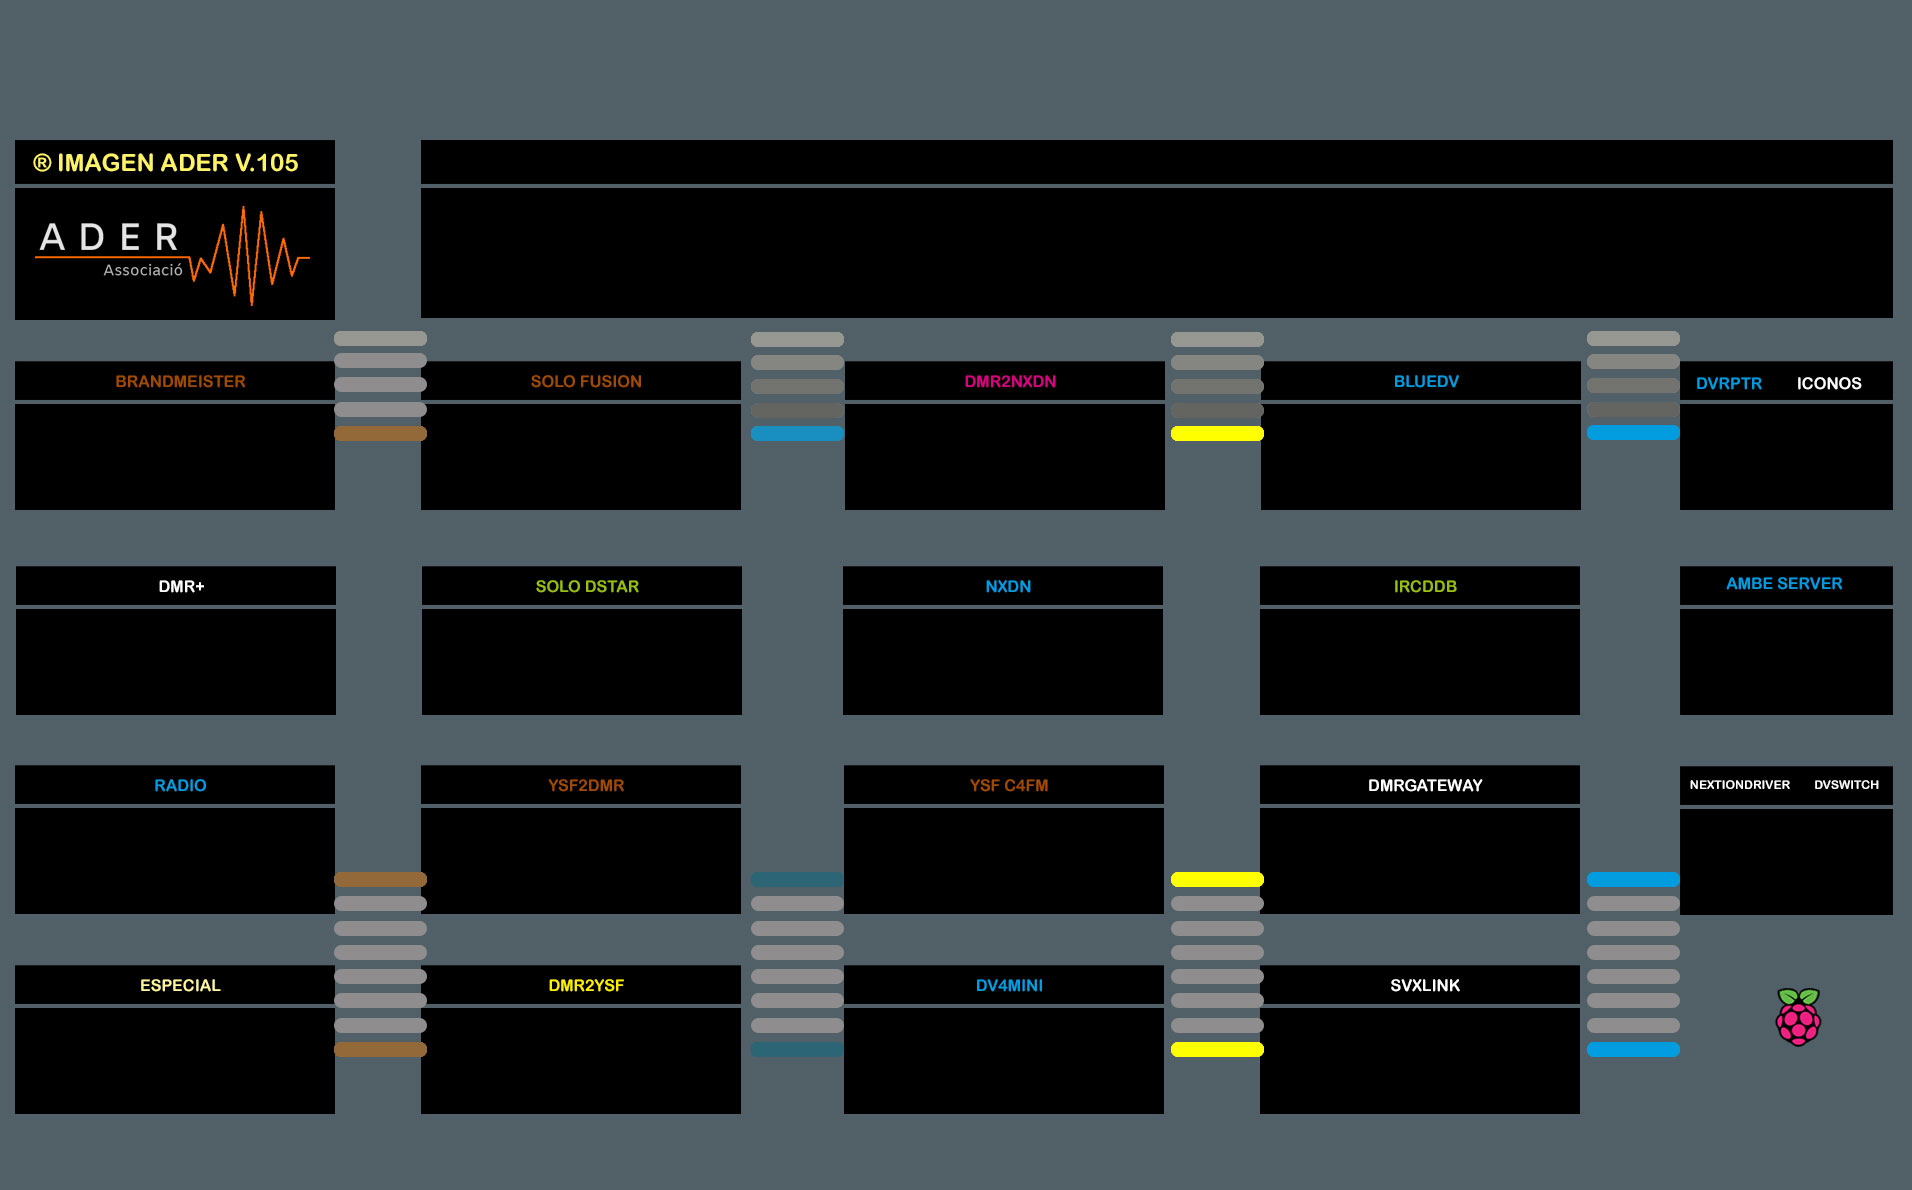 ® IMAGEN ADER V.105
ADER
Associació
BRANDMEISTER
SOLO FUSION
DMR2NXDN
BLUEDV
DVRPTR
ICONOS
DMR+
SOLO DSTAR
NXDN
IRCDDB
AMBE SERVER
RADIO
YSF2DMR
YSF C4FM
DMRGATEWAY
NEXTIONDRIVER
DVSWITCH
ESPECIAL
DMR2YSF
DV4MINI
SVXLINK